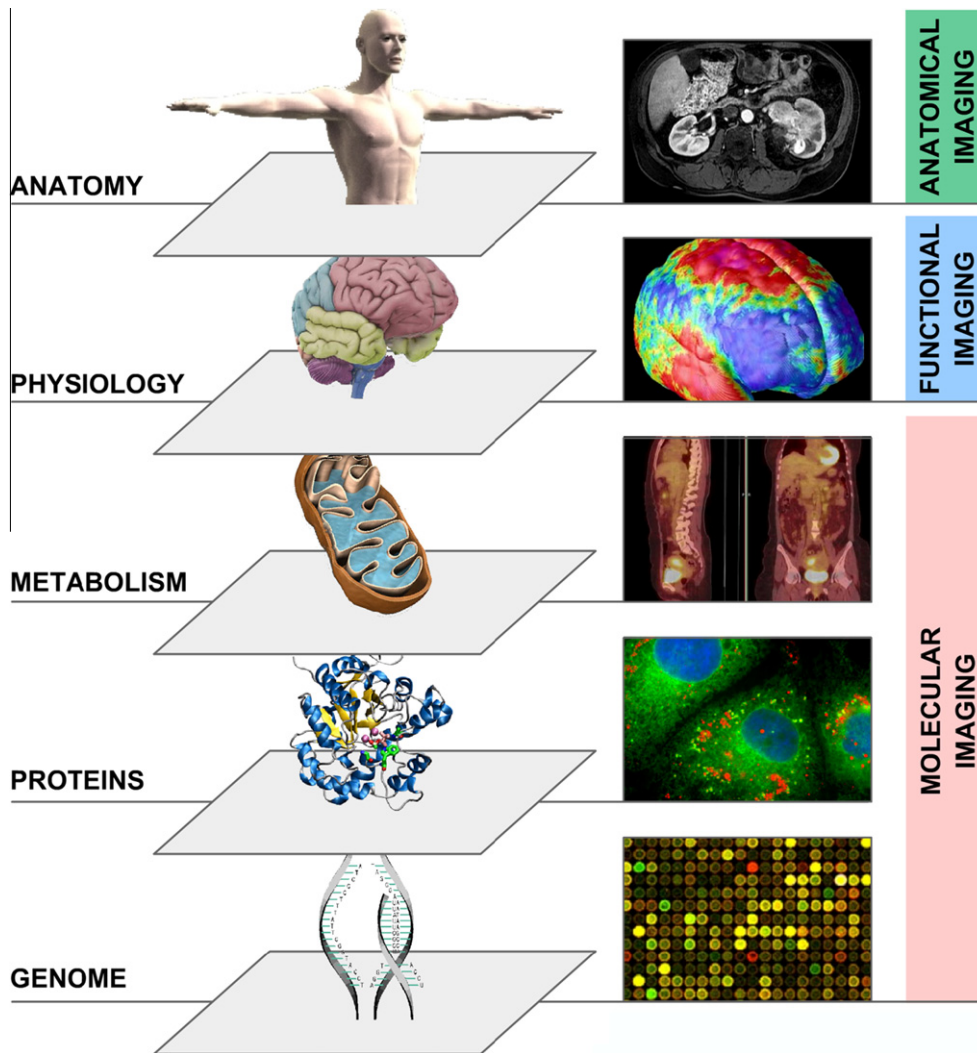 ANATOMY
ANATOMICAL
IMAGING
PHYSIOLOGY
FUNCTIONAL
IMAGING
METABOLISM
PROTEINS
GENOME
MOLECULAR
IMAGING